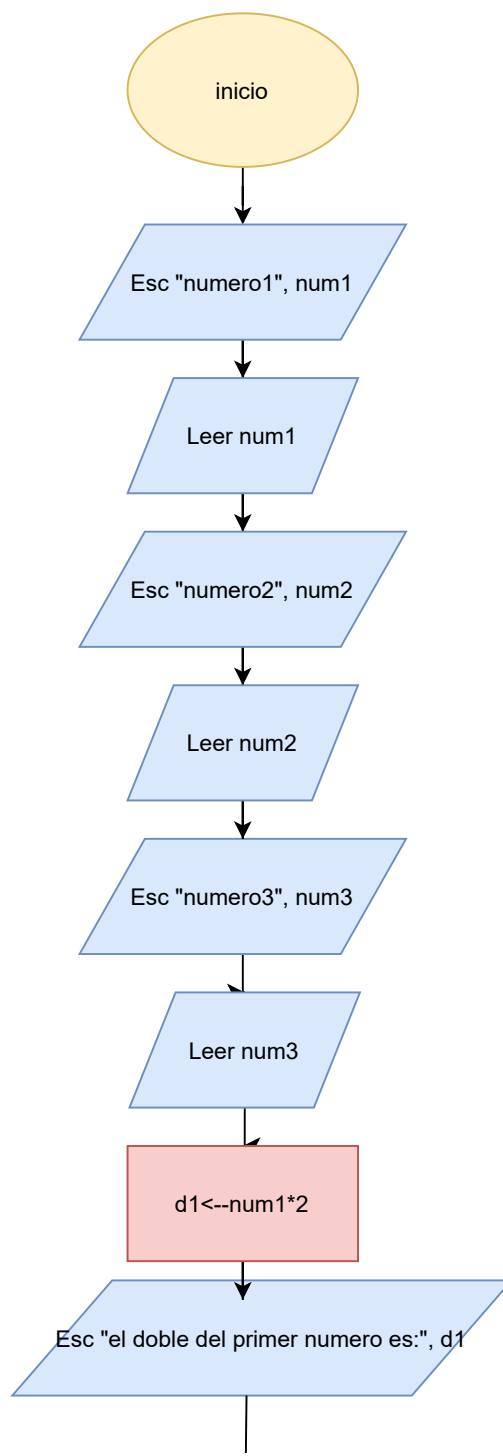 inicio
Esc "numero1", num1
Leer num1
Esc "numero2", num2
Leer num2
Esc "numero3", num3
Leer num3
d1<--num1*2
Esc "el doble del primer numero es:", d1